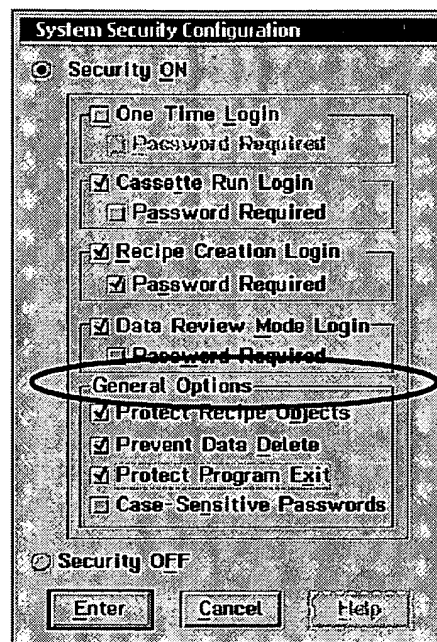 System Security Configuration
Security ON
One Time Login
Password Required
Cassette Run Login
Password Required
Recipe Creation Login
Password Required
Data Review Mode Login
Password Required
General Options
Protect Recipe Objects
Prevent Data Delete
Protect Program Exit
Case-Sensitive Passwords
Security OFF
Enter
Cancel
Help